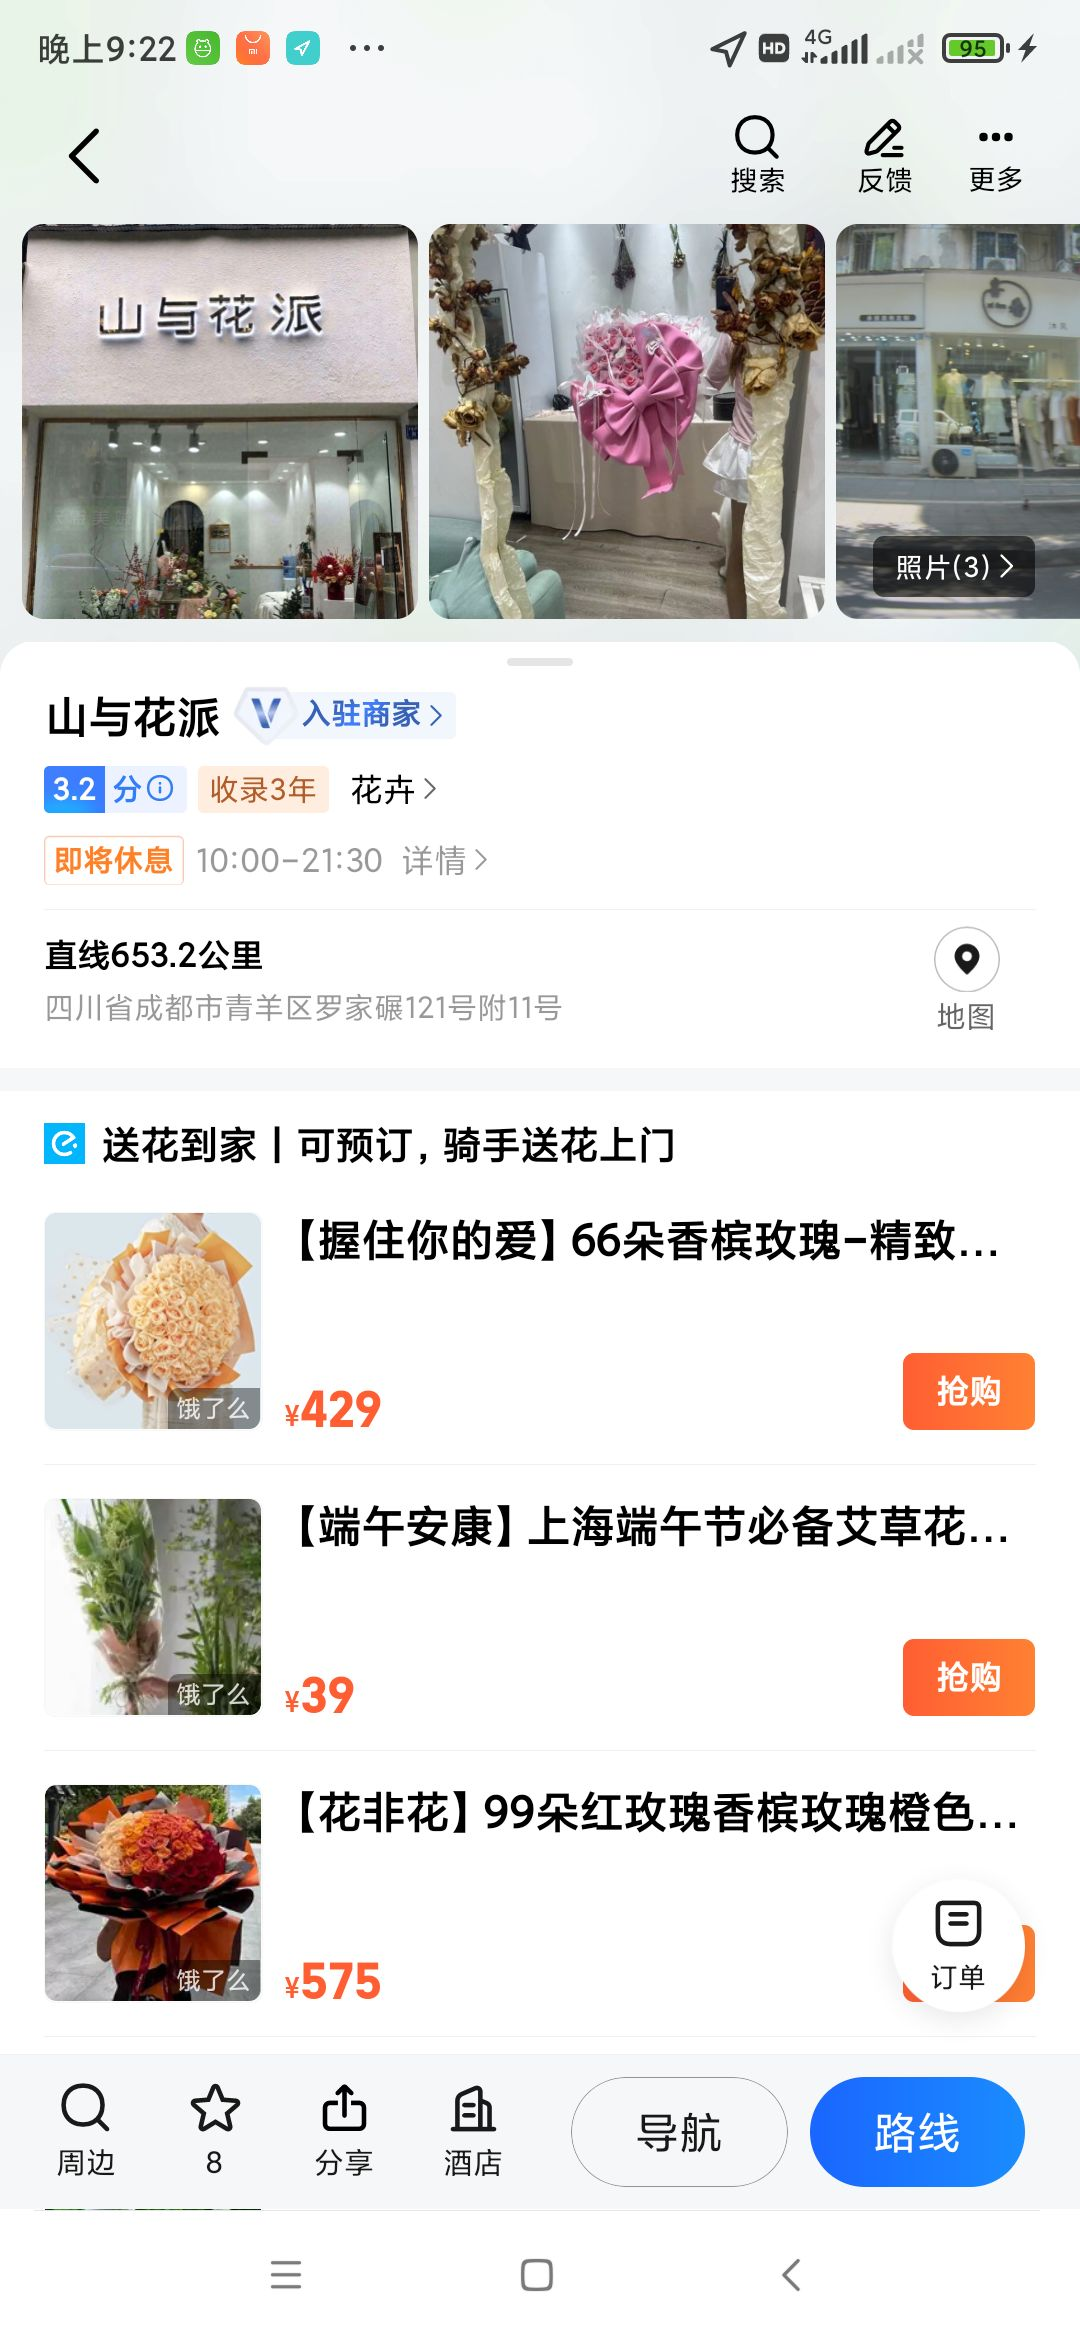 晚上9:22
HD
4G
95
搜索
反馈
更多
山与花派
照片(3)
山与花派
入驻商家
3.2分
收录3年
花卉
即将休息
10:00-21:30
详情
直线653.2公里
四川省成都市青羊区罗家碾121号附11号
地图
送花到家 | 可预订，骑手送花上门
【握住你的爱】66朵香槟玫瑰-精致...
饿了么
¥429
抢购
【端午安康】上海端午节必备艾草花...
饿了么
¥39
抢购
【花非花】99朵红玫瑰香槟玫瑰橙色...
饿了么
¥575
订单
周边
8
分享
酒店
导航
路线